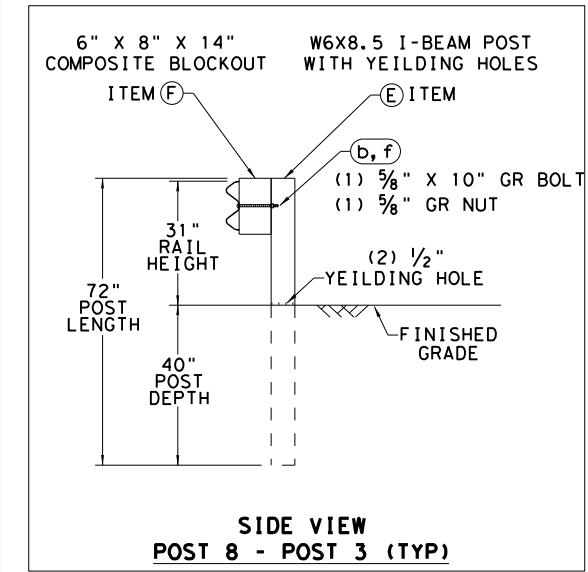 6" X 8" X 14"
COMPOSITE BLOCKOUT
ITEM F
W6X8.5 I-BEAM POST
WITH YEILDING HOLES
E ITEM
b, f
(1) 5/8" X 10" GR BOLT
(1) 5/8" GR NUT
31"
RAIL
HEIGHT
(2) 1/2"
YEILDING HOLE
72"
POST
LENGTH
FINISHED
GRADE
40"
POST
DEPTH
SIDE VIEW
POST 8 - POST 3 (TYP)